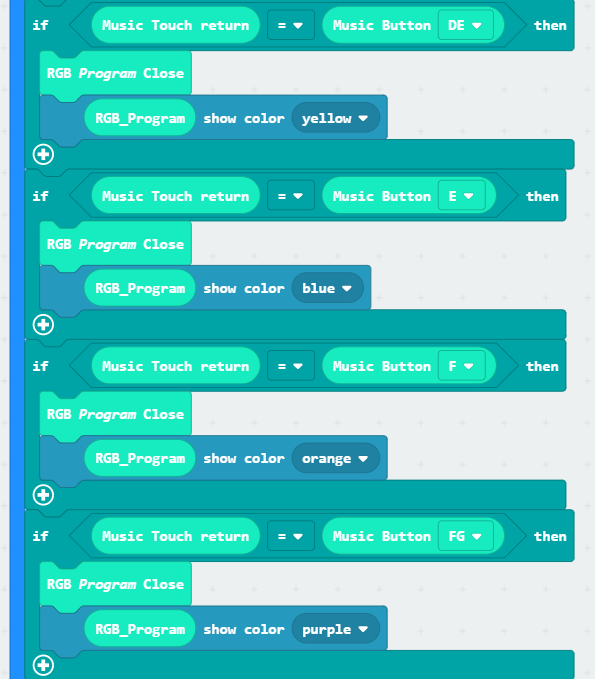 if Music Touch return = Music Button DE then
RGB Program Close
RGB_Program show color yellow
if Music Touch return = Music Button E then
RGB Program Close
RGB_Program show color blue
if Music Touch return = Music Button F then
RGB Program Close
RGB_Program show color orange
if Music Touch return = Music Button FG then
RGB Program Close
RGB_Program show color purple